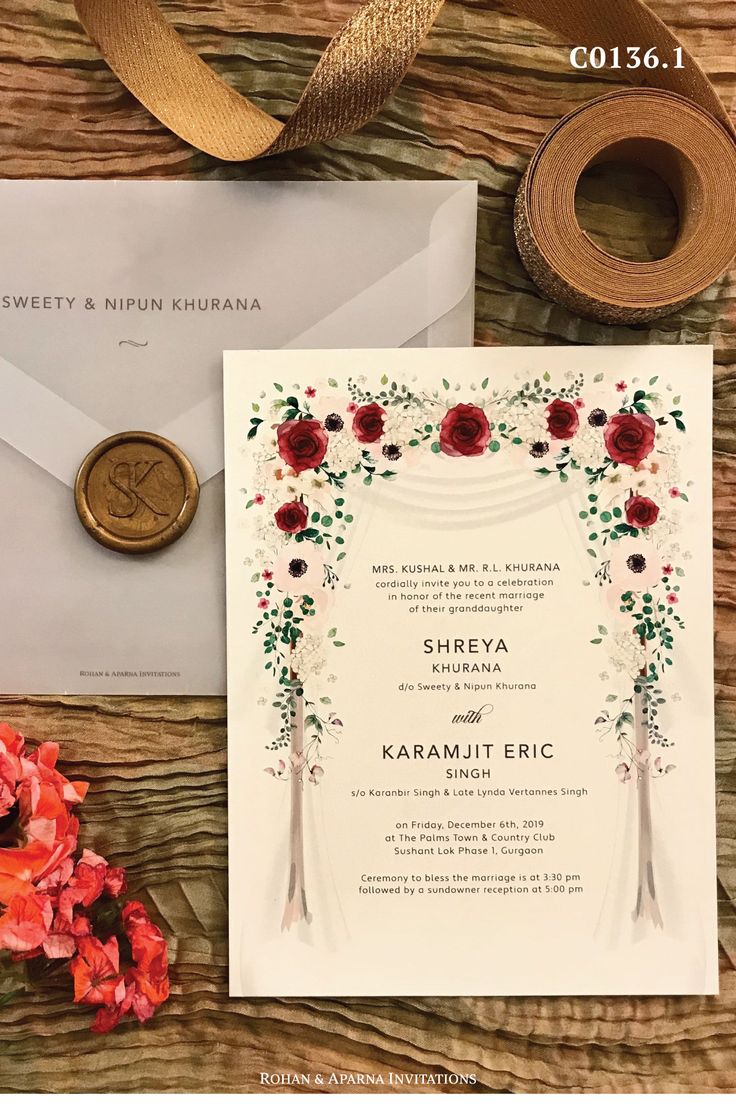 C0136.1
SWEETY & NIPUN KHURANA
SK
ROHAN & APARNA INVITATIONS
MRS. KUSHAL & MR. R.L. KHURANA
cordially invite you to a celebration
in honor of the recent marriage
of their granddaughter
SHREYA
KHURANA
d/o Sweety & Nipun Khurana
with
KARAMJIT ERIC
SINGH
s/o Karanbir Singh & Late Lynda Vertannes Singh
on Friday, December 6th, 2019
at The Palms Town & Country Club
Sushant Lok Phase 1, Gurgaon
Ceremony to bless the marriage is at 3:30 pm
followed by a sundowner reception at 5:00 pm
ROHAN & APARNA INVITATIONS